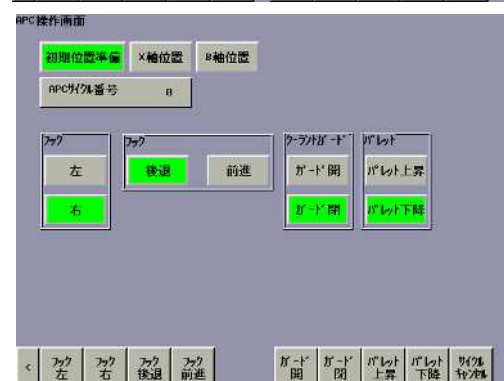 APC操作画面
初期位置準備 X軸位置 B軸位置
APCｻｲｸﾙ番号 0
ﾌｯｸ ﾌｯｸ ｸｰﾗﾝﾄｶﾞｰﾄﾞ ﾊﾟﾚｯﾄ
左 後退 前進 ｶﾞｰﾄﾞ開 ﾊﾟﾚｯﾄ上昇
右 ｶﾞｰﾄﾞ閉 ﾊﾟﾚｯﾄ下降
< ﾌｯｸ ﾌｯｸ ﾌｯｸ ﾌｯｸ ｶﾞｰﾄﾞ ｶﾞｰﾄﾞ ﾊﾟﾚｯﾄ ﾊﾟﾚｯﾄ ｻｲｸﾙ
左 右 後退 前進 開 閉 上昇 下降 ｷｬﾝｾﾙ